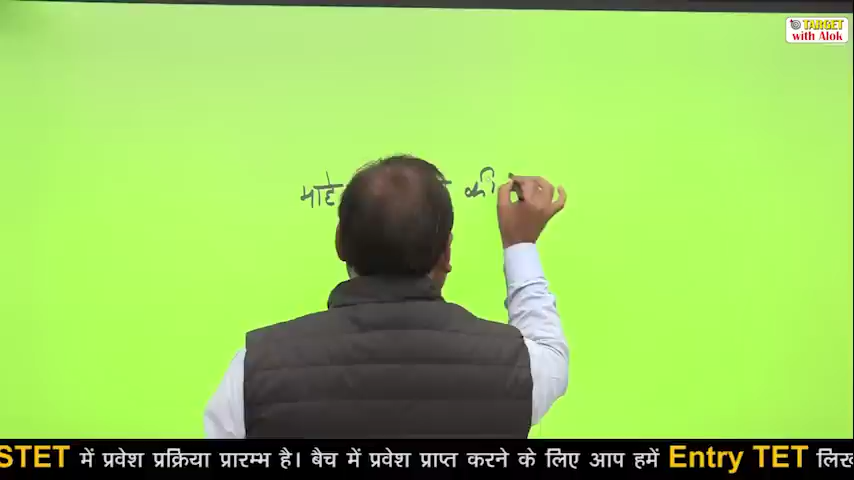 TARGET
with Alok
की
STET में प्रवेश प्रक्रिया प्रारम्भ है। बैच में प्रवेश प्राप्त करने के लिए आप हमें Entry TET लिख